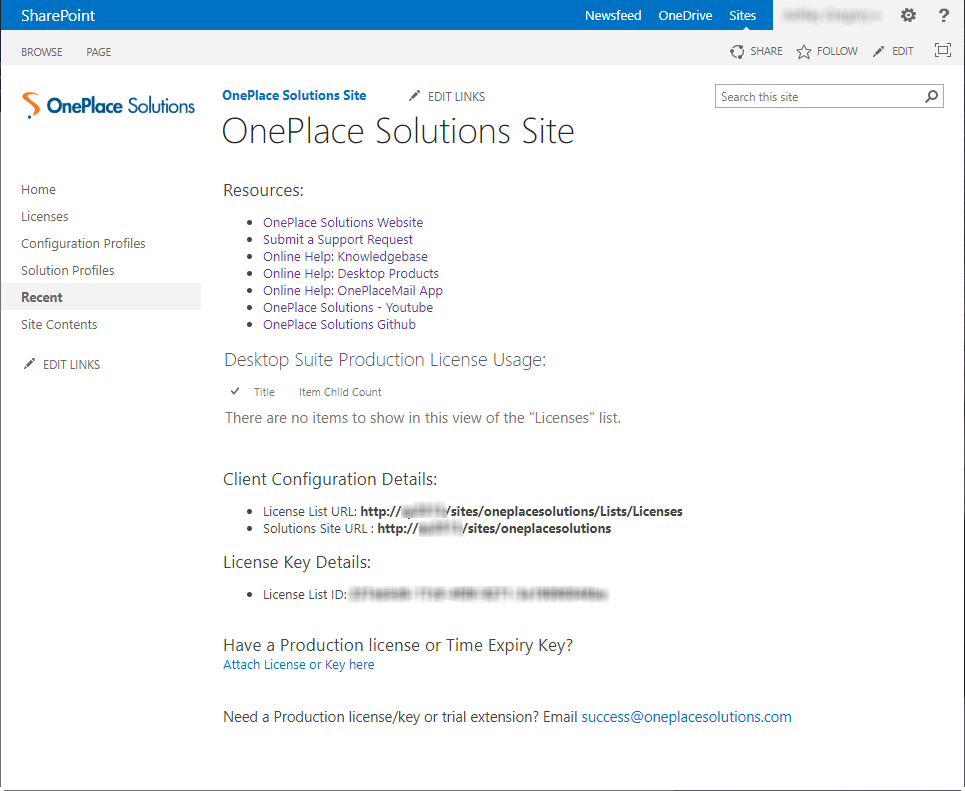 SharePoint
Newsfeed OneDrive Sites
?
BROWSE PAGE
SHARE FOLLOW EDIT
OnePlace Solutions
OnePlace Solutions Site EDIT LINKS
Search this site
OnePlace Solutions Site
Home
Licenses
Configuration Profiles
Solution Profiles
Recent
Site Contents
EDIT LINKS
Resources:
OnePlace Solutions Website
Submit a Support Request
Online Help: Knowledgebase
Online Help: Desktop Products
Online Help: OnePlaceMail App
OnePlace Solutions - Youtube
OnePlace Solutions Github
Desktop Suite Production License Usage:
Title Item Child Count
There are no items to show in this view of the "Licenses" list.
Client Configuration Details:
License List URL: http:// /sites/oneplacesolutions/Lists/Licenses
Solutions Site URL : http:// /sites/oneplacesolutions
License Key Details:
License List ID:
Have a Production license or Time Expiry Key?
Attach License or Key here
Need a Production license/key or trial extension? Email success@oneplacesolutions.com